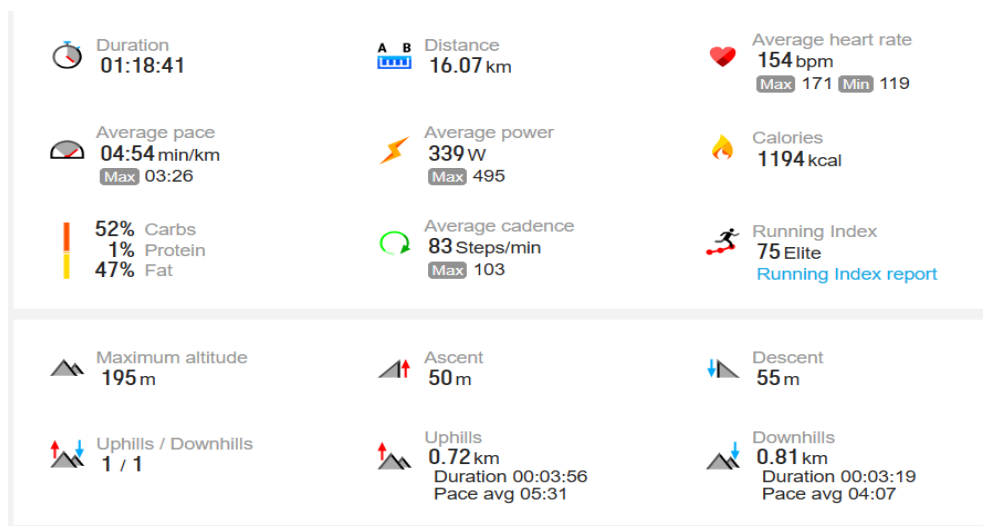 Duration
01:18:41
A B Distance
16.07 km
Average heart rate
154 bpm
Max 171 Min 119
Average pace
04:54 min/km
Max 03:26
Average power
339 W
Max 495
Calories
1194 kcal
52% Carbs
1% Protein
47% Fat
Average cadence
83 Steps/min
Max 103
Running Index
75 Elite
Running Index report
Maximum altitude
195 m
Ascent
50 m
Descent
55 m
Uphills / Downhills
1 / 1
Uphills
0.72 km
Duration 00:03:56
Pace avg 05:31
Downhills
0.81 km
Duration 00:03:19
Pace avg 04:07